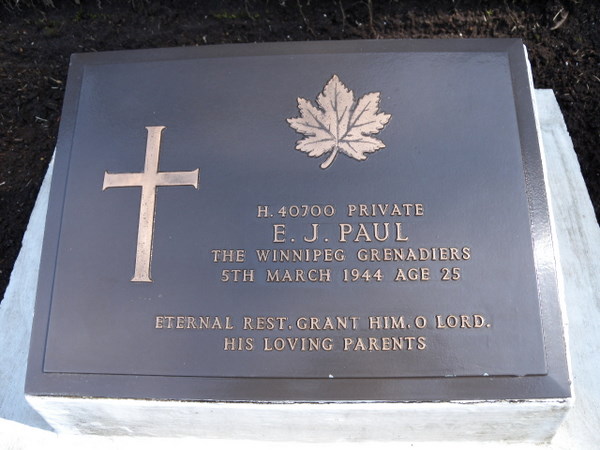 H. 40700 PRIVATE
E. J. PAUL
THE WINNIPEG GRENADIERS
5TH MARCH 1944 AGE 25
ETERNAL REST. GRANT HIM. O LORD.
HIS LOVING PARENTS